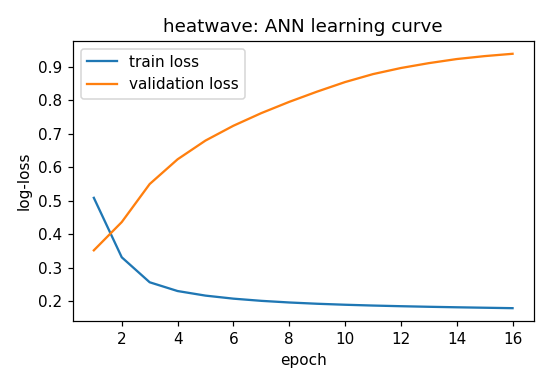 heatwave: ANN learning curve
train loss
validation loss
log-loss
0.9
0.8
0.7
0.6
0.5
0.4
0.3
0.2
2 4 6 8 10 12 14 16
epoch